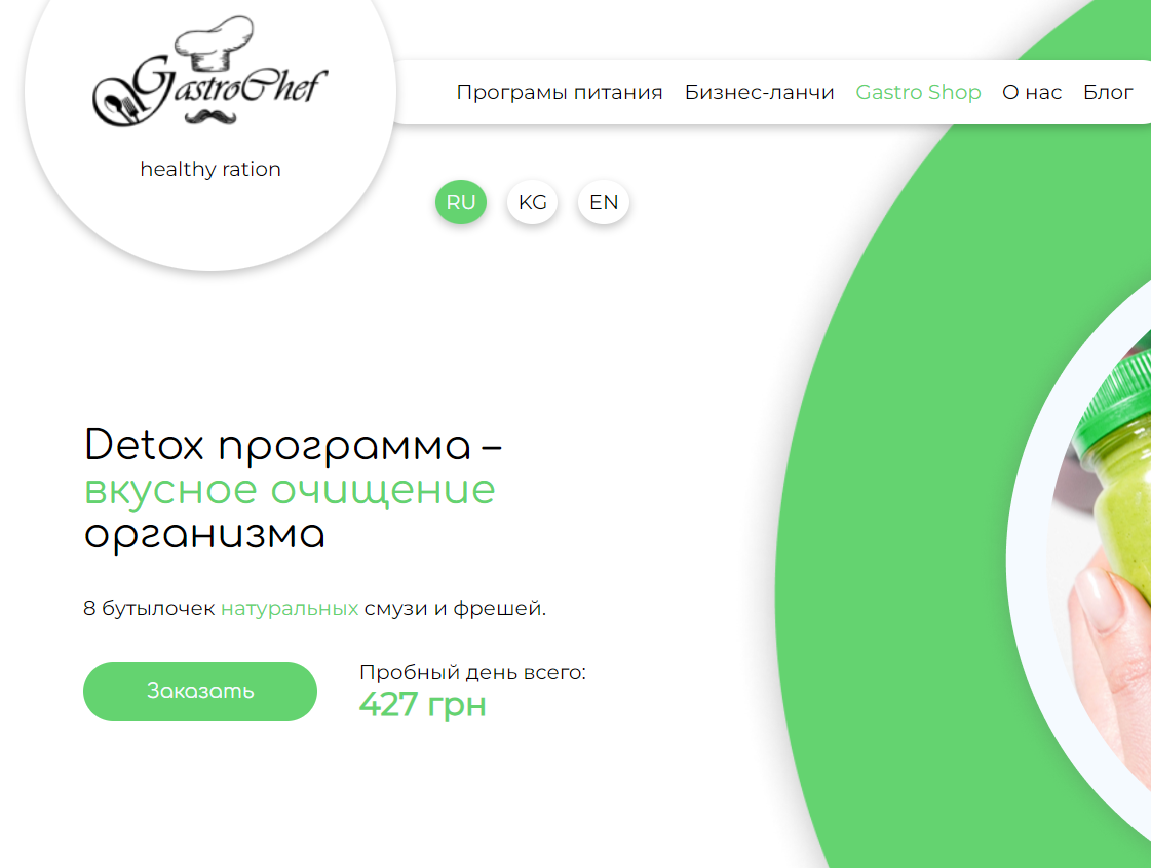 GastroChef
healthy ration
Програмы питания Бизнес-ланчи Gastro Shop О нас Блог
RU KG EN
Detox программа –
вкусное очищение
организма
8 бутылочек натуральных смузи и фрешей.
Заказать
Пробный день всего:
427 грн